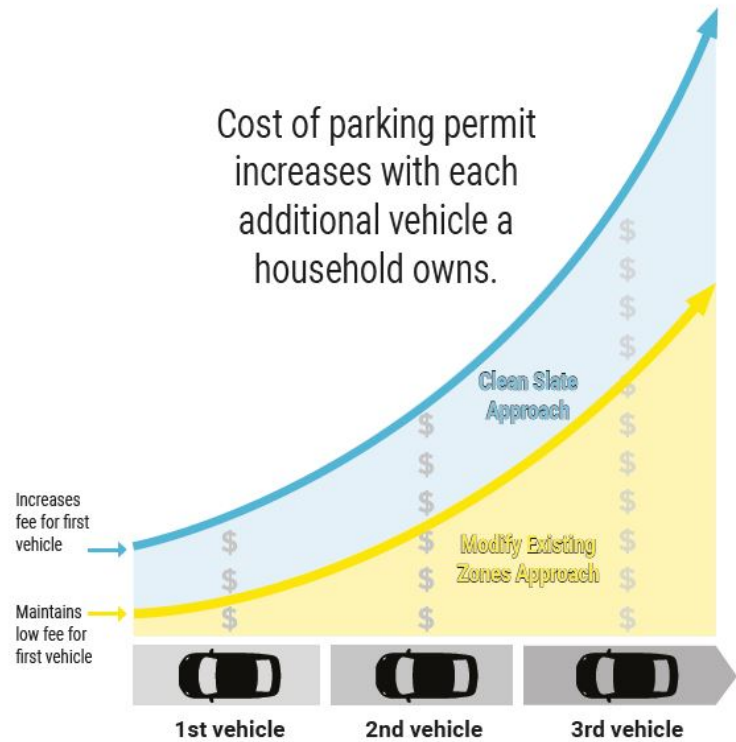 Cost of parking permit
increases with each
additional vehicle a
household owns.
$
$
$
$
Clean Slate
Approach
$
$
$
$
$
$
Increases
fee for first
vehicle
$
$
$
$
$
$
Modify Existing
Zones Approach
$
$
$
$
$
Maintains
low fee for
first vehicle
1st vehicle
2nd vehicle
3rd vehicle